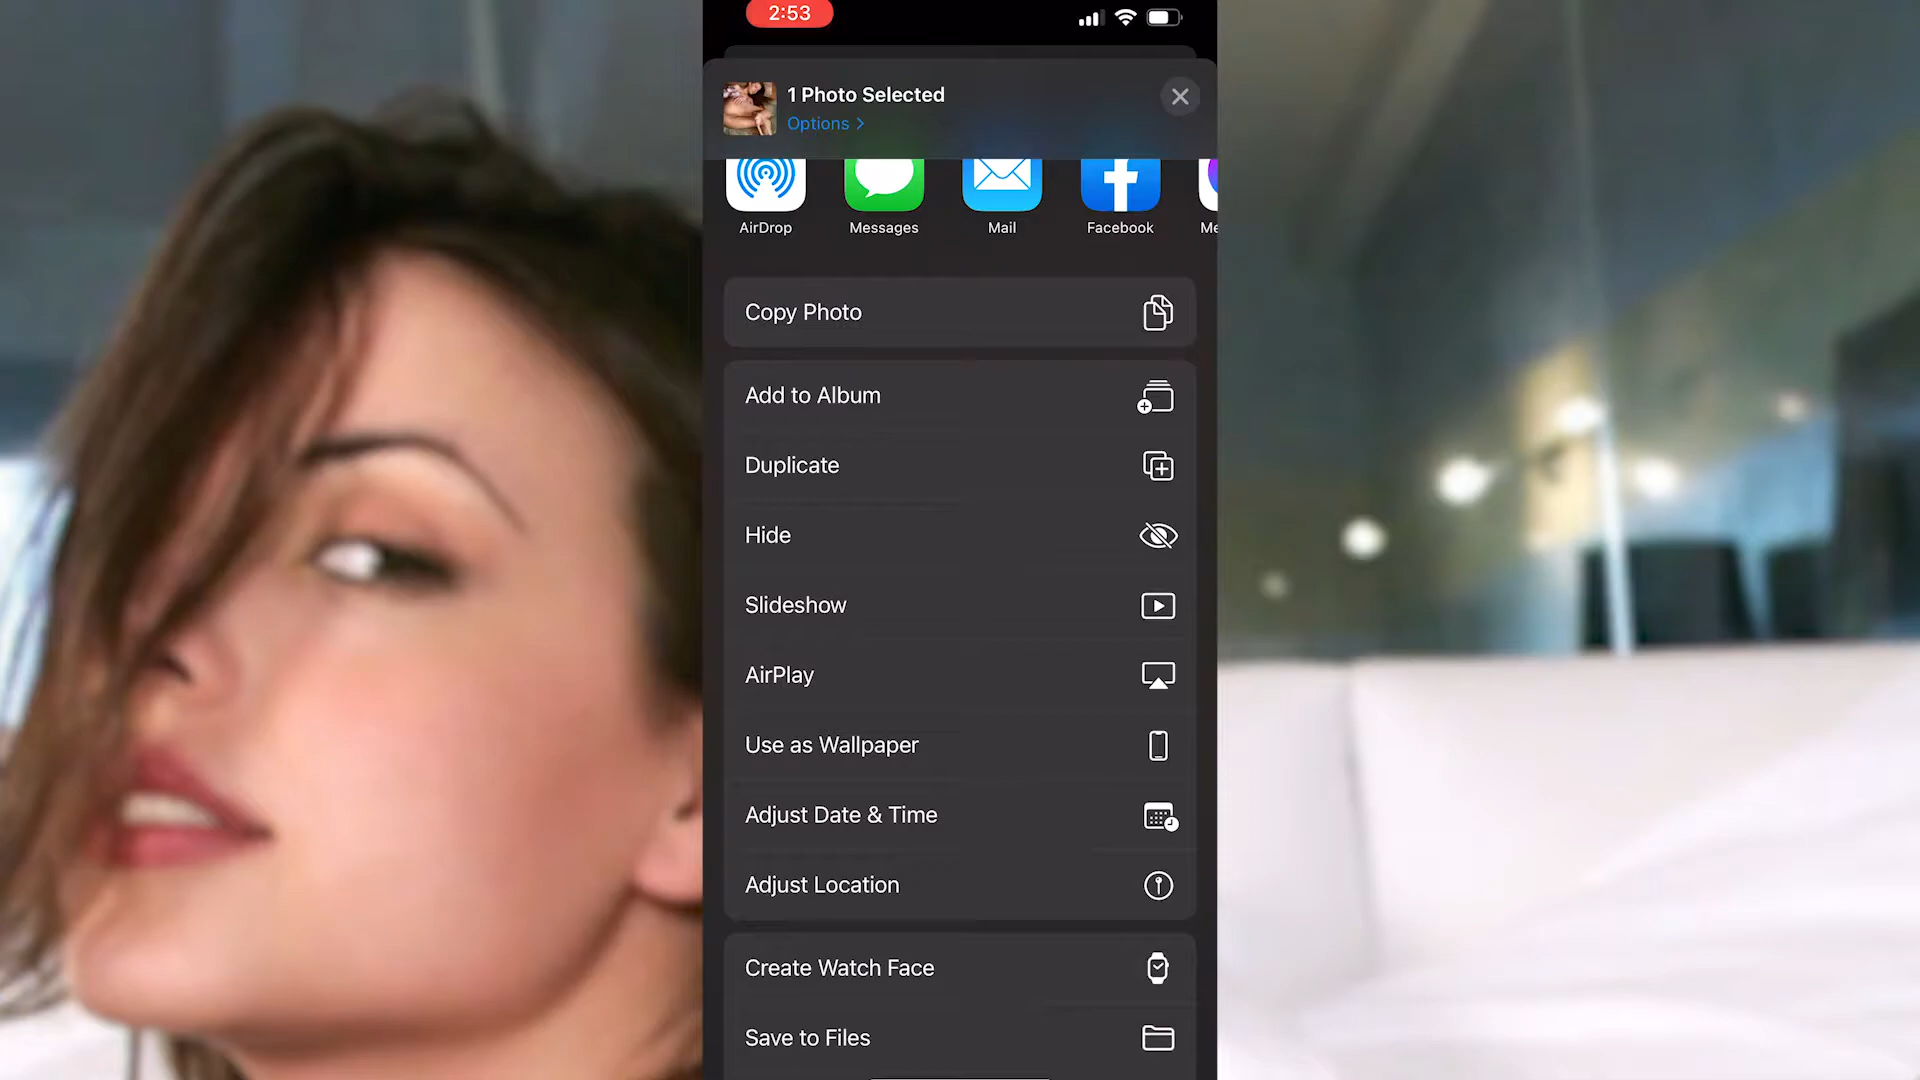 2:53
1 Photo Selected
Options
AirDrop
Messages
Mail
Facebook
Me
Copy Photo
Add to Album
Duplicate
Hide
Slideshow
AirPlay
Use as Wallpaper
Adjust Date & Time
Adjust Location
Create Watch Face
Save to Files